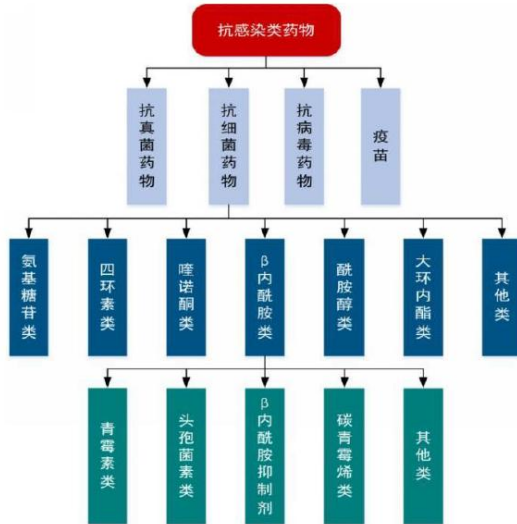 抗感染类药物
抗真菌药物
抗细菌药物
抗病毒药物
疫苗
氨基糖苷类
四环素类
喹诺酮类
β内酰胺类
酰胺醇类
大环内酯类
其他类
青霉素类
头孢菌素类
β内酰胺抑制剂
碳青霉烯类
其他类